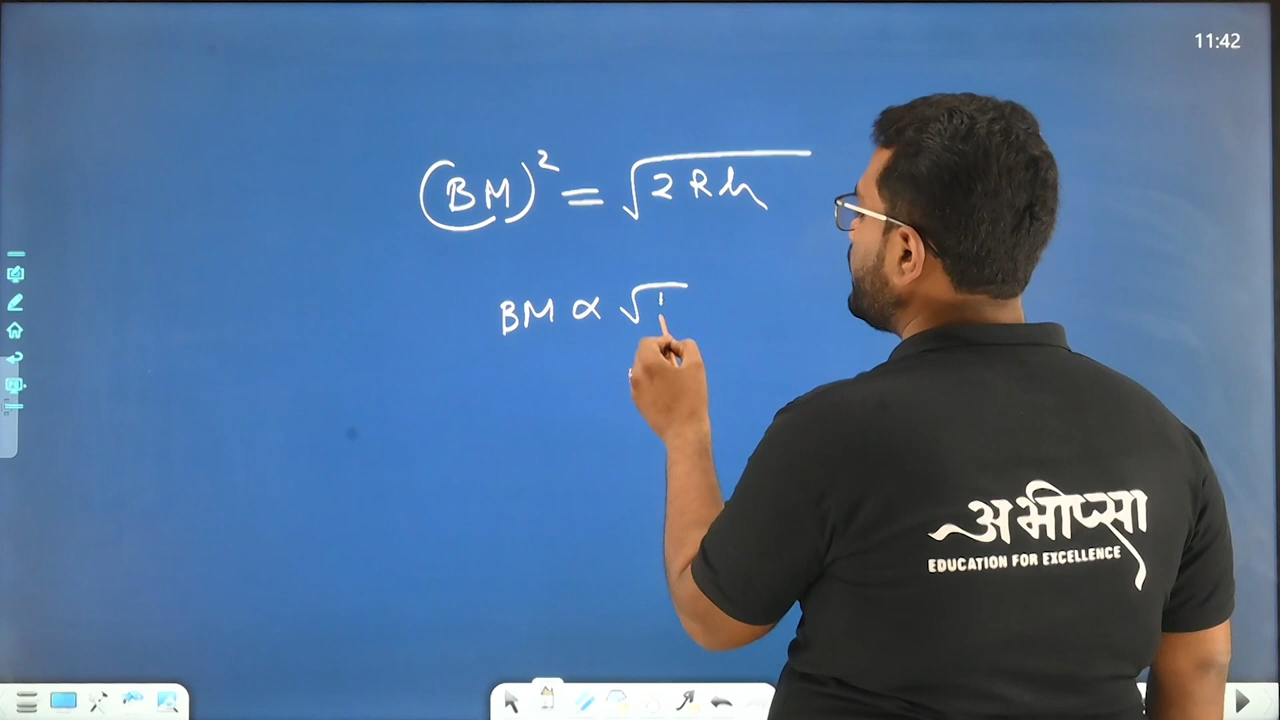 11:42
(BM)² = √2Rh
BM ∝ √
अभीप्सा
EDUCATION FOR EXCELLENCE